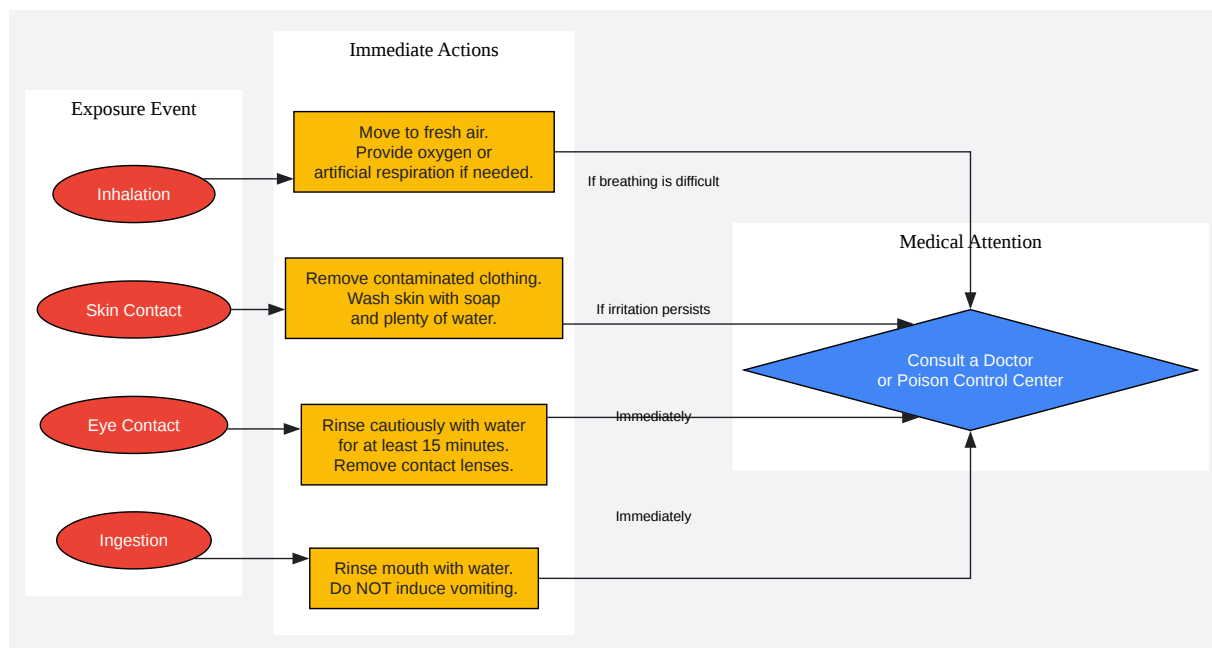 Immediate Actions
Exposure Event
Move to fresh air.
Provide oxygen or
artificial respiration if needed.
If breathing is difficult
Inhalation
Medical Attention
Remove contaminated clothing.
Wash skin with soap
and plenty of water.
If irritation persists
Skin Contact
Consult a Doctor
or Poison Control Center
Immediately
Eye Contact
Rinse cautiously with water
for at least 15 minutes.
Remove contact lenses.
Immediately
Ingestion
Rinse mouth with water.
Do NOT induce vomiting.